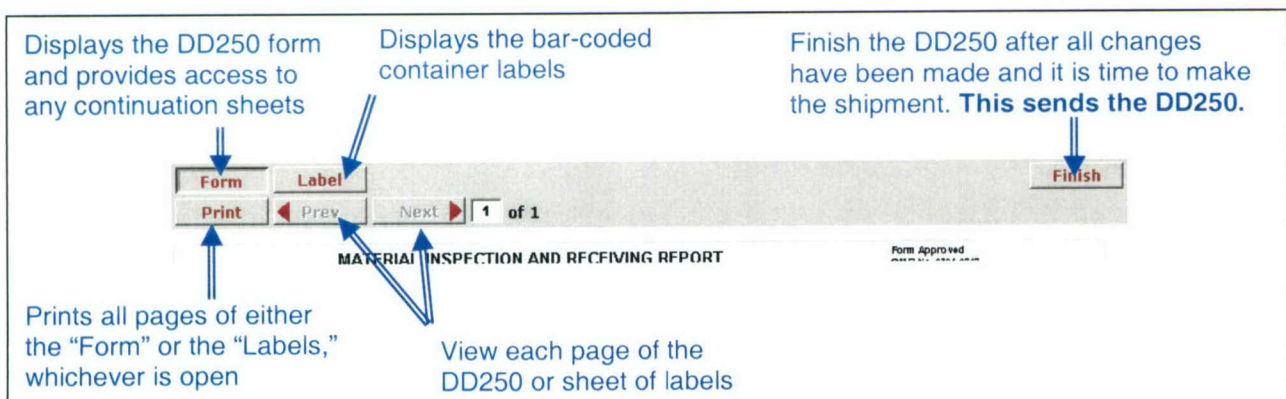 Displays the DD250 form
and provides access to
any continuation sheets
Displays the bar-coded
container labels
Finish the DD250 after all changes
have been made and it is time to make
the shipment. This sends the DD250.
Form
Label
Finish
Print
Prev
Next
1 of 1
MATERIAL INSPECTION AND RECEIVING REPORT
Form Approved
Prints all pages of either
the “Form” or the “Labels,”
whichever is open
View each page of the
DD250 or sheet of labels